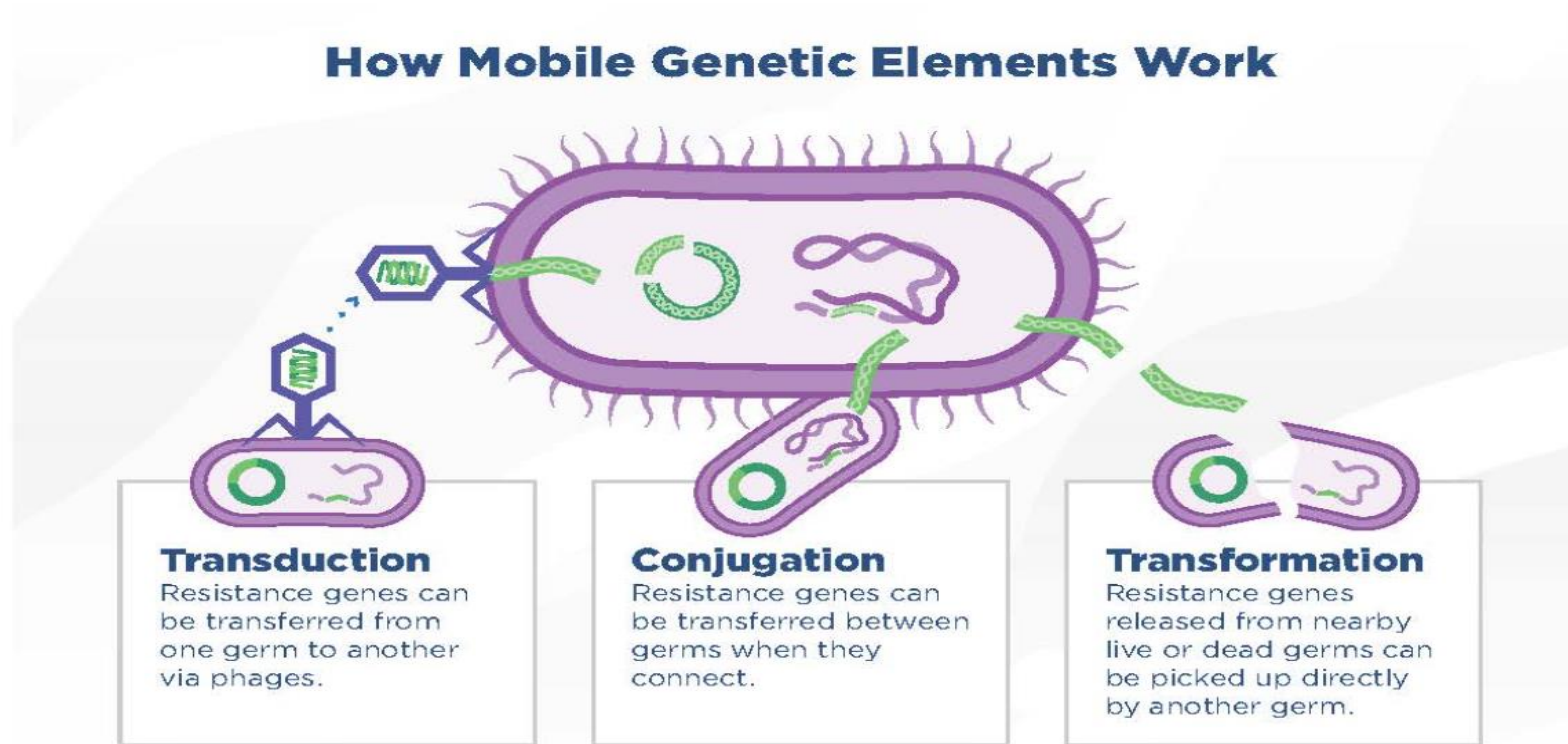 How Mobile Genetic Elements Work
Transduction
Resistance genes can
be transferred from
one germ to another
via phages.
Conjugation
Resistance genes can
be transferred between
germs when they
connect.
Transformation
Resistance genes
released from nearby
live or dead germs can
be picked up directly
by another germ.